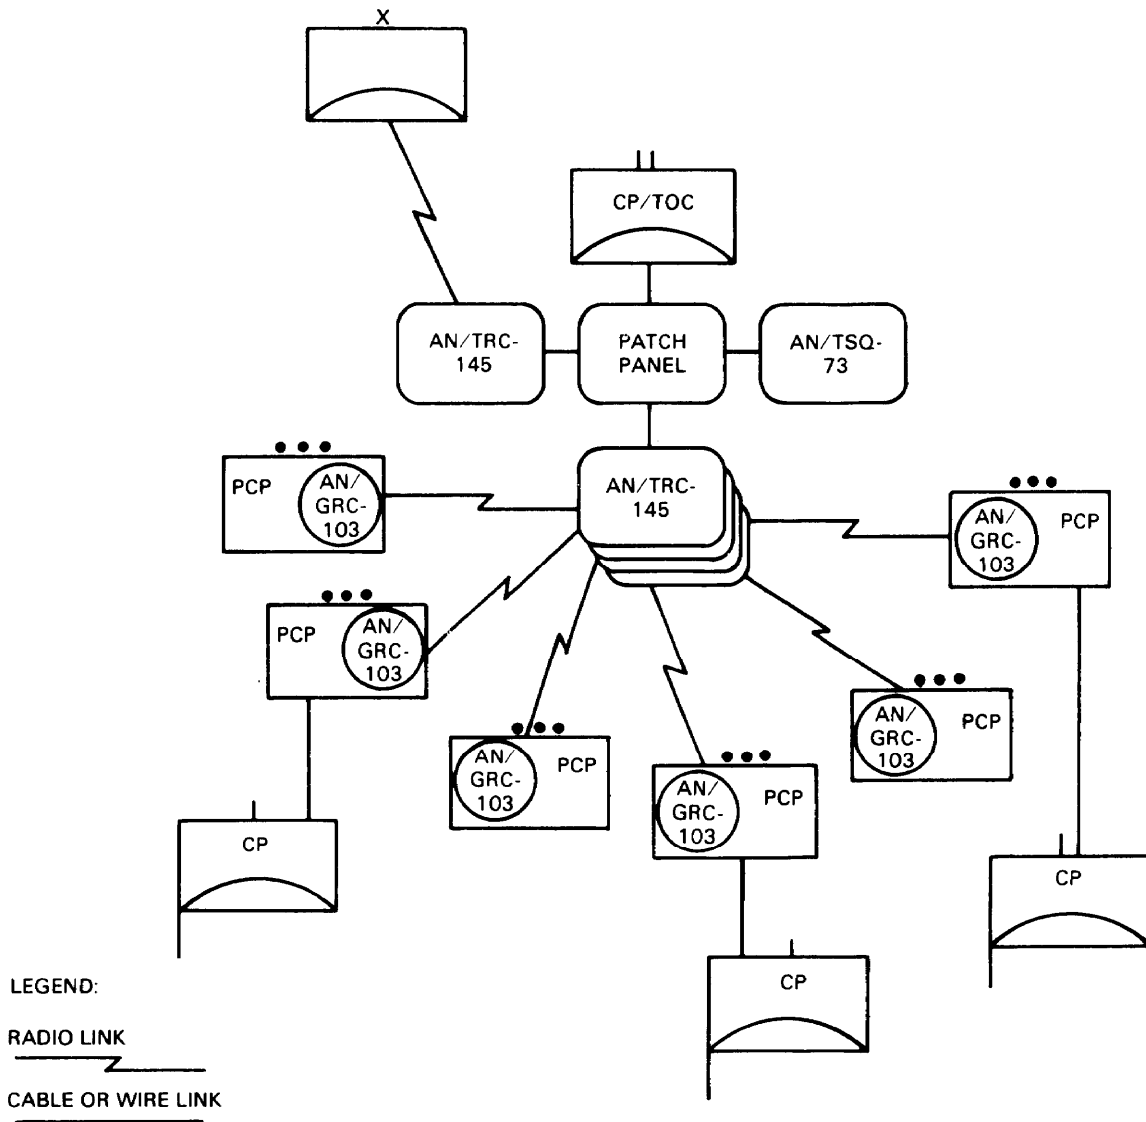 X
CP/TOC
AN/TRC-
145
PATCH
PANEL
AN/TSQ-
73
PCP
AN/
GRC-
103
AN/TRC-
145
AN/
GRC-
103
PCP
PCP
AN/
GRC-
103
AN/
GRC-
103
PCP
AN/
GRC-
103
PCP
AN/
GRC-
103
PCP
CP
CP
CP
LEGEND:
RADIO LINK
CABLE OR WIRE LINK